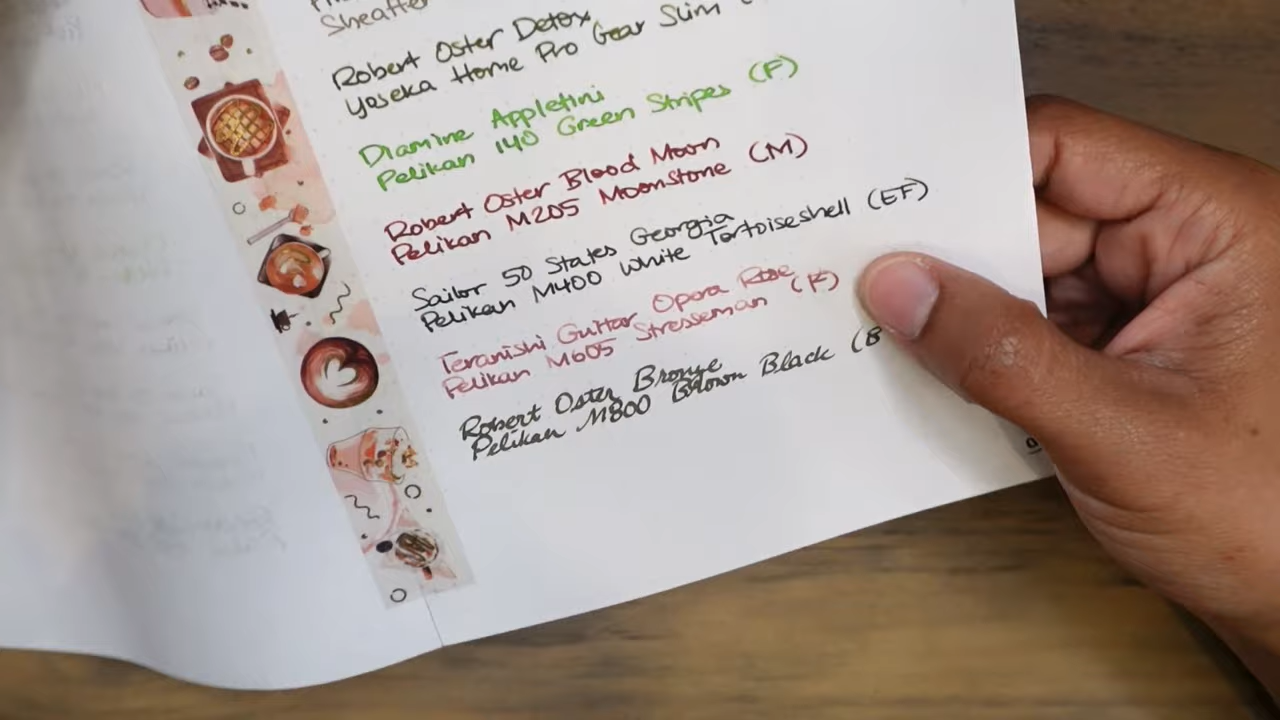 Sheaffer
Robert Oster Detox
Yoseka Home Pro Gear Slim
Diamine Appletini
Pelikan 140 Green Stripes (F)
Robert Oster Blood Moon
Pelikan M205 Moonstone (M)
Sailor 50 States Georgia
Pelikan M400 White Tortoiseshell (EF)
Teranishi Guitar Opera Rose
Pelikan M605 Stresseman (F)
Robert Oster Bronze
Pelikan M800 Brown Black (B